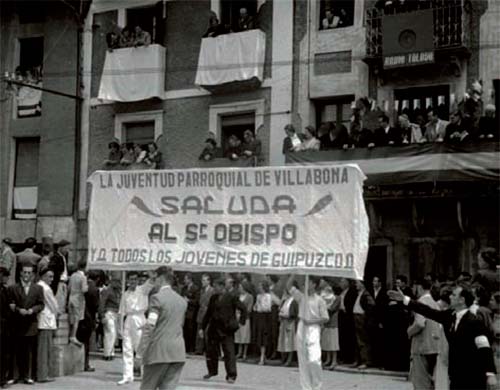 RADIO TOLOSA
LA JUVENTUD PARROQUIAL DE VILLABONA
SALUDA
AL Sr OBISPO
Y A TODOS LOS JOVENES DE GUIPUZCOA